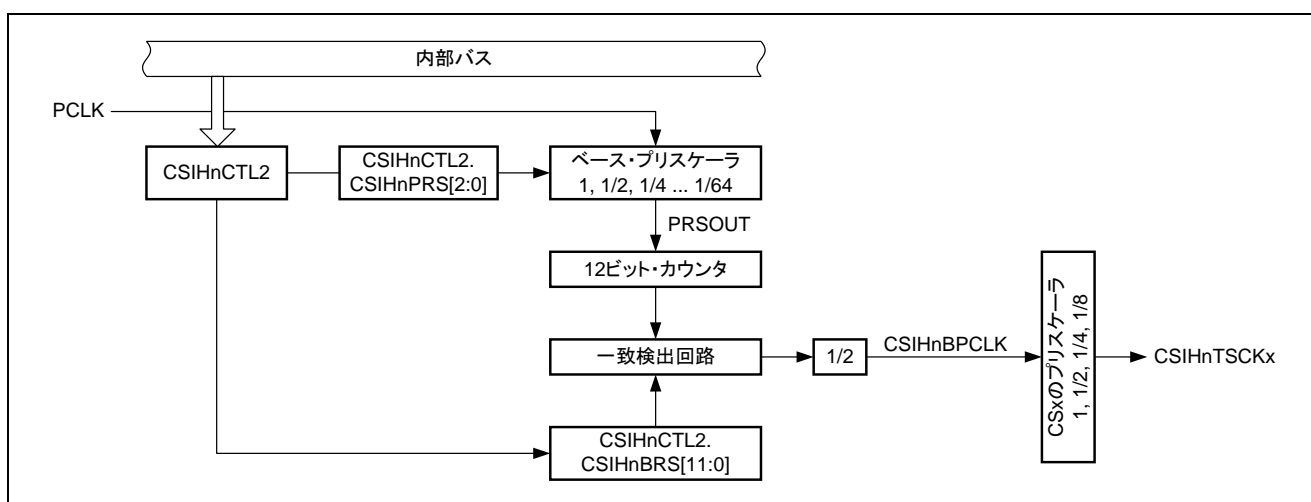 内部バス
PCLK
CSIHnCTL2
CSIHnCTL2.
CSIHnPRS[2:0]
ベース・プリスケーラ
1, 1/2, 1/4 ... 1/64
PRSOUT
12ビット・カウンタ
一致検出回路
1/2
CSIHnBPCLK
CSxのプリスケーラ
1, 1/2, 1/4, 1/8
CSIHnTSCKx
CSIHnCTL2.
CSIHnBRS[11:0]